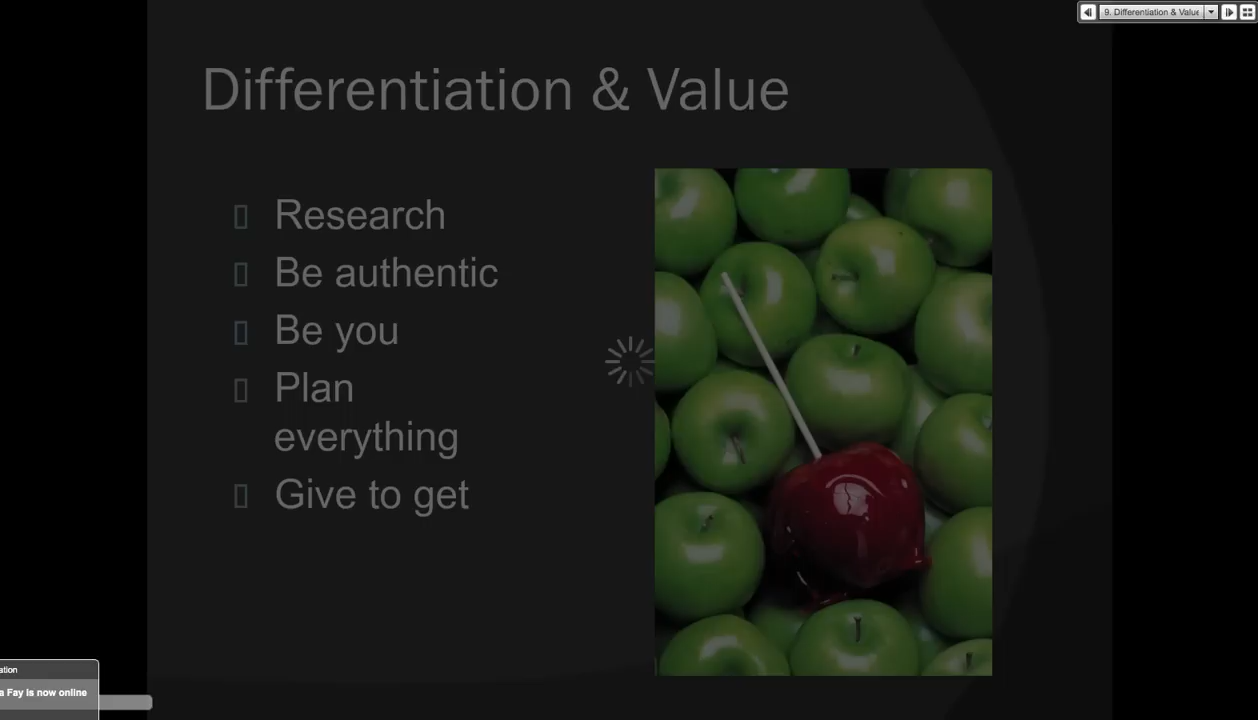 9. Differentiation & Value
Differentiation & Value
Research
Be authentic
Be you
Plan
everything
Give to get
Fay is now online